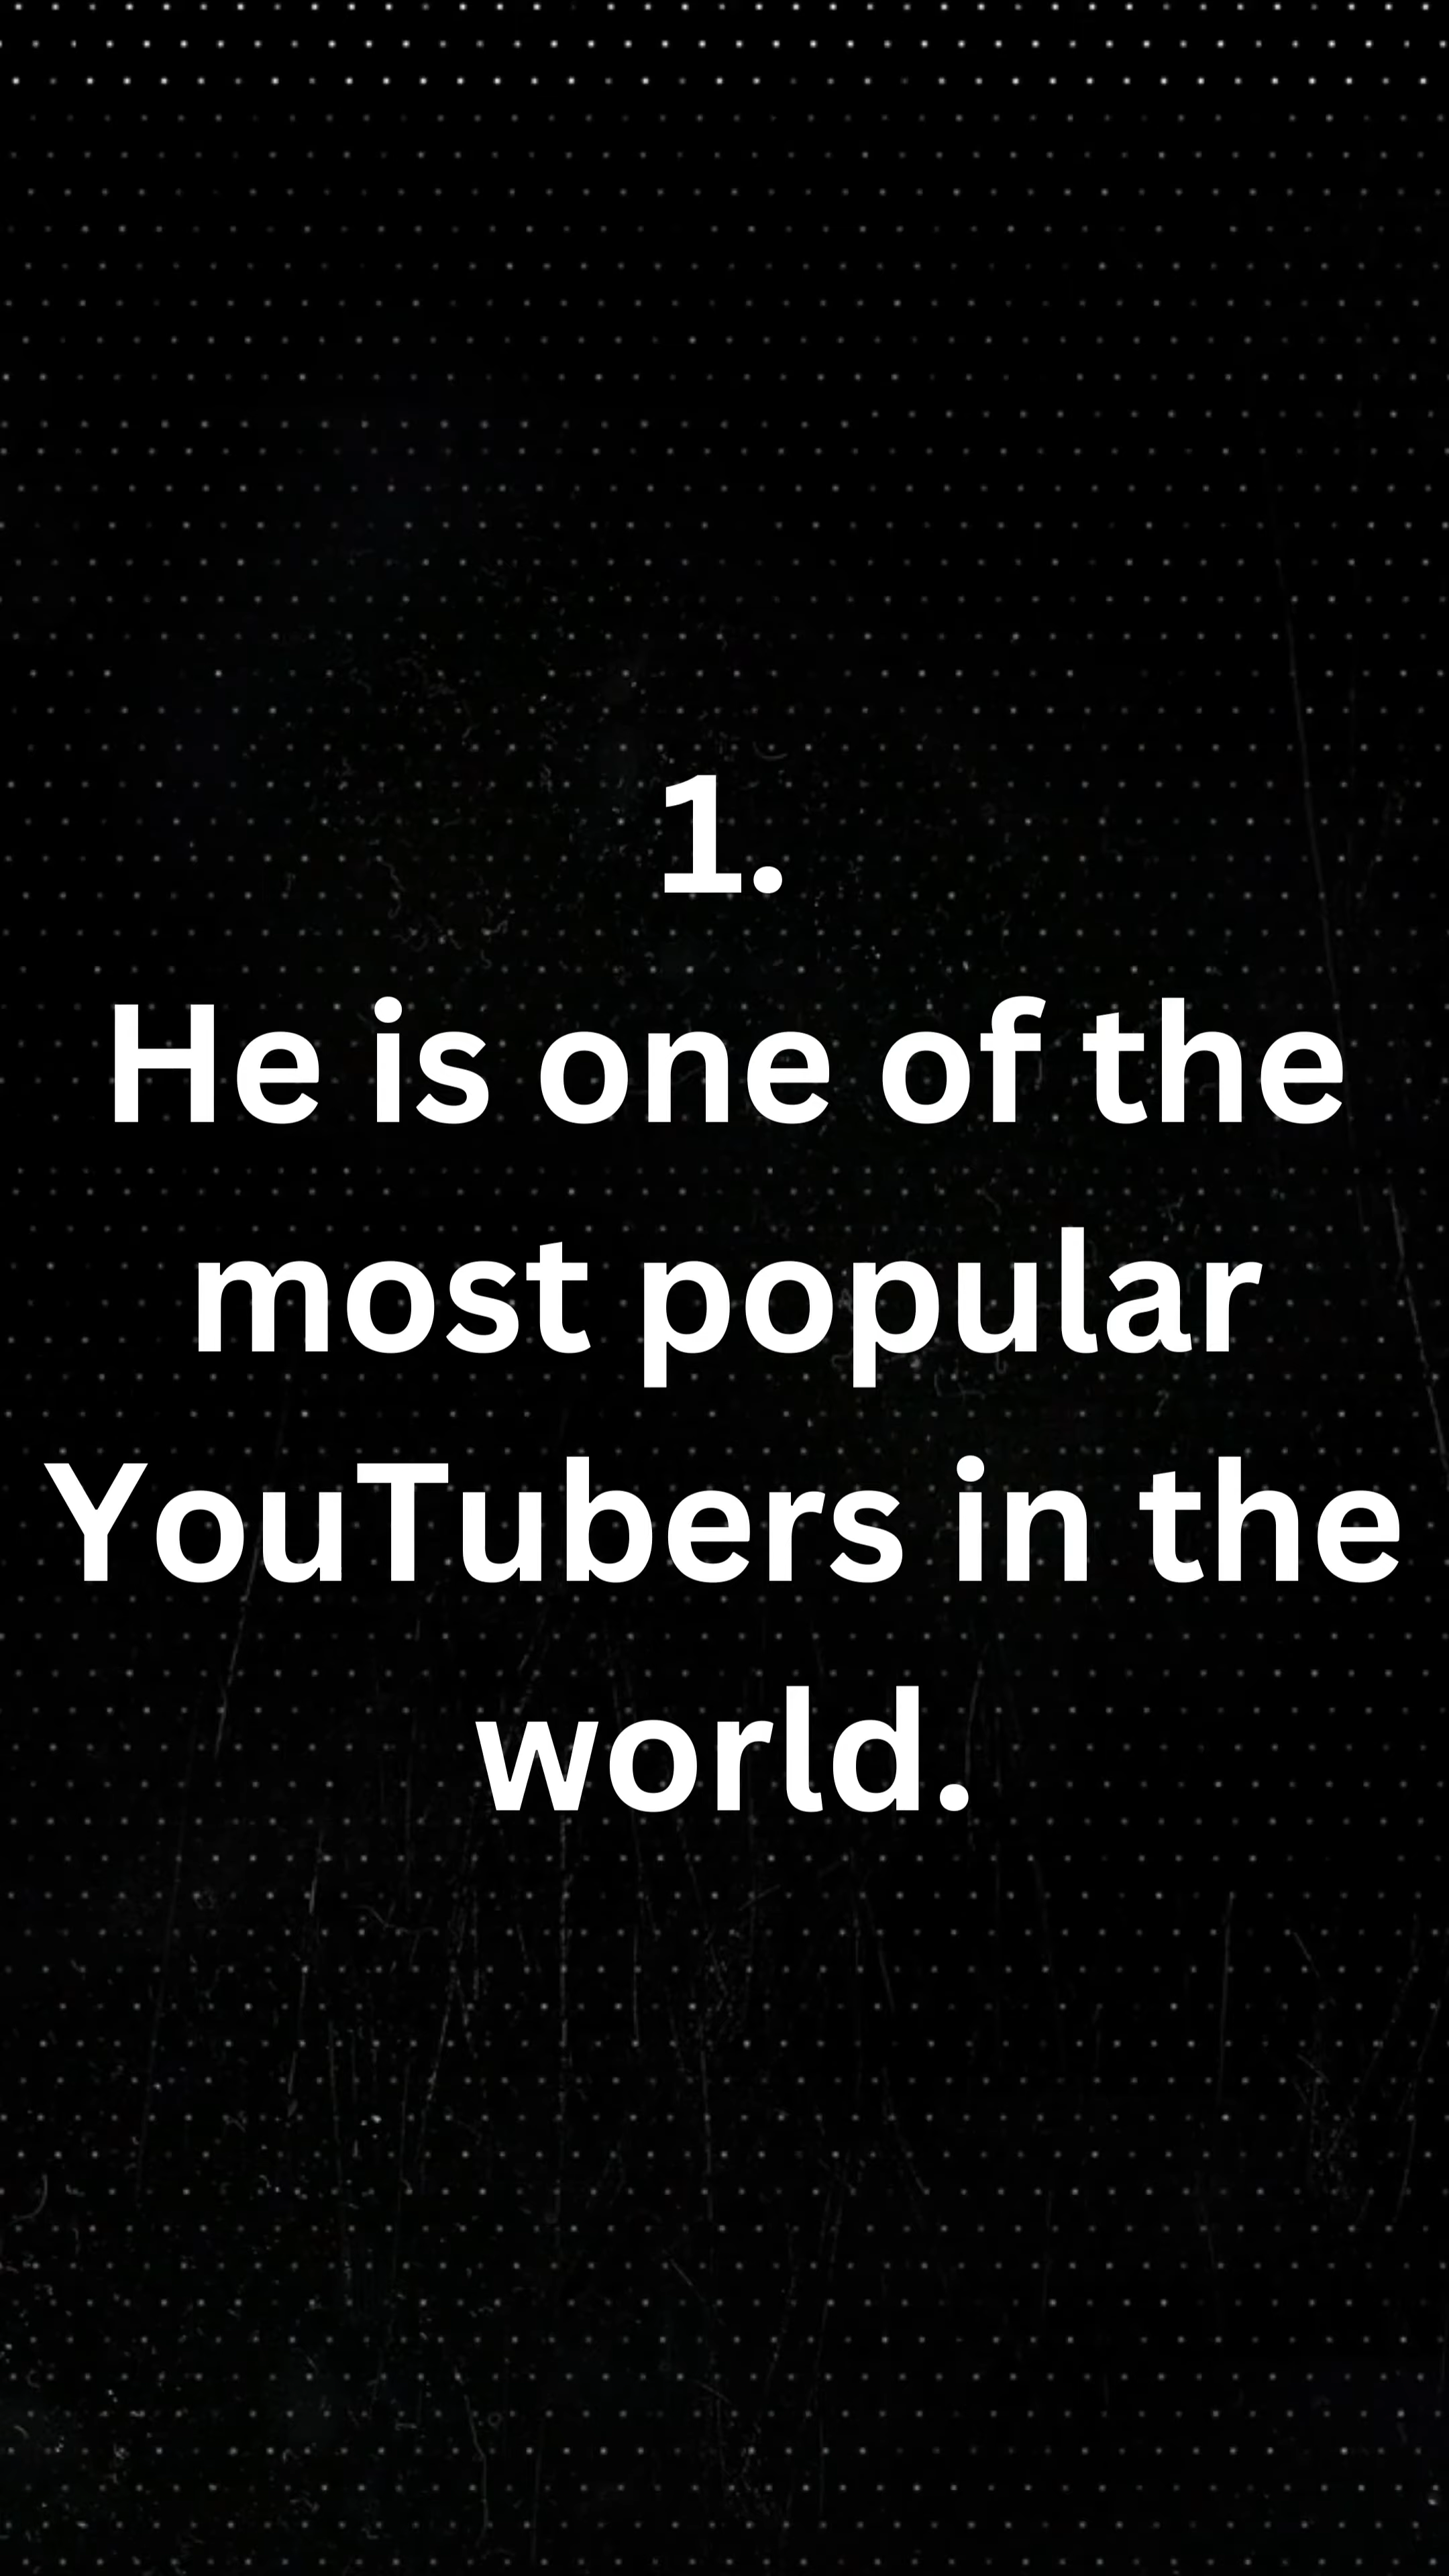 1.
He is one of the
most popular
YouTubers in the
world.